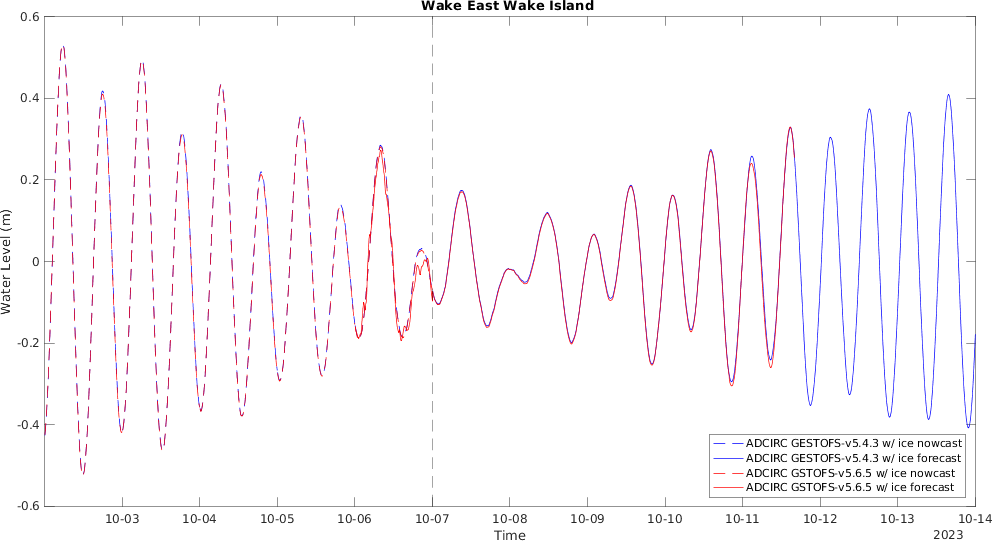 Wake East Wake Island
0.6
0.4
0.2
0
-0.2
-0.4
-0.6
Water Level (m)
10-03 10-04 10-05 10-06 10-07 10-08 10-09 10-10 10-11 10-12 10-13 10-14
Time
2023
ADCIRC GESTOFS-v5.4.3 w/ ice nowcast
ADCIRC GESTOFS-v5.4.3 w/ ice forecast
ADCIRC GSTOFS-v5.6.5 w/ ice nowcast
ADCIRC GSTOFS-v5.6.5 w/ ice forecast